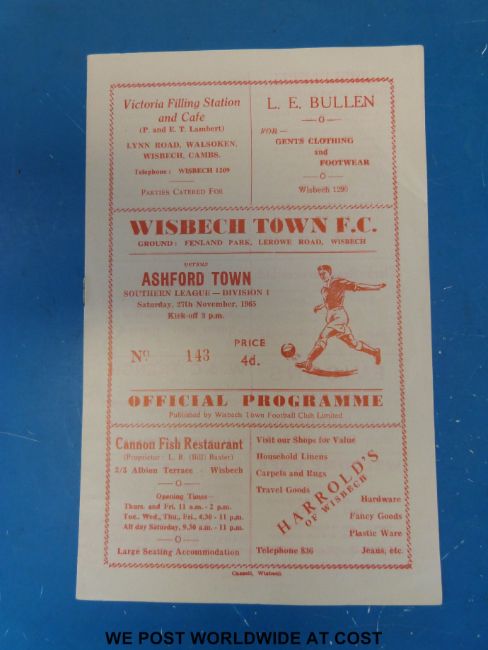 Victoria Filling Station
and Cafe
(P. and E. T. Lambert)
LYNN ROAD, WALSOKEN,
WISBECH, CAMBS.
Telephone: WISBECH 1209
PARTIES CATERED FOR
L. E. BULLEN
FOR—
GENTS CLOTHING
and
FOOTWEAR
Wisbech 1290
WISBECH TOWN F.C.
GROUND: FENLAND PARK, LEROWE ROAD, WISBECH
versus
ASHFORD TOWN
SOUTHERN LEAGUE — DIVISION 1
Saturday, 27th November, 1965
Kick-off 3 p.m.
No. 143
PRICE
4d.
OFFICIAL PROGRAMME
Published by Wisbech Town Football Club Limited
Cannon Fish Restaurant
(Proprietor: L. R. (Bill) Baxter)
2/3 Albion Terrace - Wisbech
Opening Times—
Thurs. and Fri. 11 a.m. - 2 p.m.
Tue., Wed., Thu., Fri., 4.30 - 11 p.m.
All day Saturday, 9.30 a.m. - 11 p.m.
Large Seating Accommodation
Visit our Shops for Value
Household Linens
Carpets and Rugs
Travel Goods
HARROLD'S
OF WISBECH
Hardware
Fancy Goods
Plastic Ware
Telephone 836
Jeans, etc.
WE POST WORLDWIDE AT COST